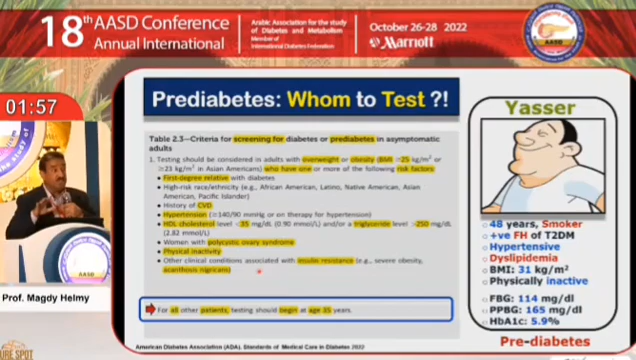 18th AASD Conference
Annual International
Arabic Association for the study
of Diabetes and Metabolism
Member of
International Diabetes Federation
October 26-28 2022
Marriott
AASD
01:57
Prof. Magdy Helmy
URE SPOT
Prediabetes: Whom to Test ?!
Table 2.3—Criteria for screening for diabetes or prediabetes in asymptomatic
adults
1. Testing should be considered in adults with overweight or obesity (BMI ≥25 kg/m² or
≥23 kg/m² in Asian Americans) who have one or more of the following risk factors:
• First-degree relative with diabetes
• High-risk race/ethnicity (e.g., African American, Latino, Native American, Asian
American, Pacific Islander)
• History of CVD
• Hypertension (≥140/90 mmHg or on therapy for hypertension)
• HDL cholesterol level <35 mg/dL (0.90 mmol/L) and/or a triglyceride level >250 mg/dL
(2.82 mmol/L)
• Women with polycystic ovary syndrome
• Physical inactivity
• Other clinical conditions associated with insulin resistance (e.g., severe obesity,
acanthosis nigricans)
For all other patients, testing should begin at age 35 years.
American Diabetes Association (ADA). Standards of Medical Care in Diabetes 2022
Yasser
48 years, Smoker
+ve FH of T2DM
Hypertensive
Dyslipidemia
BMI: 31 kg/m²
Physically inactive
FBG: 114 mg/dl
PPBG: 165 mg/dl
HbA1c: 5.9%
Pre-diabetes